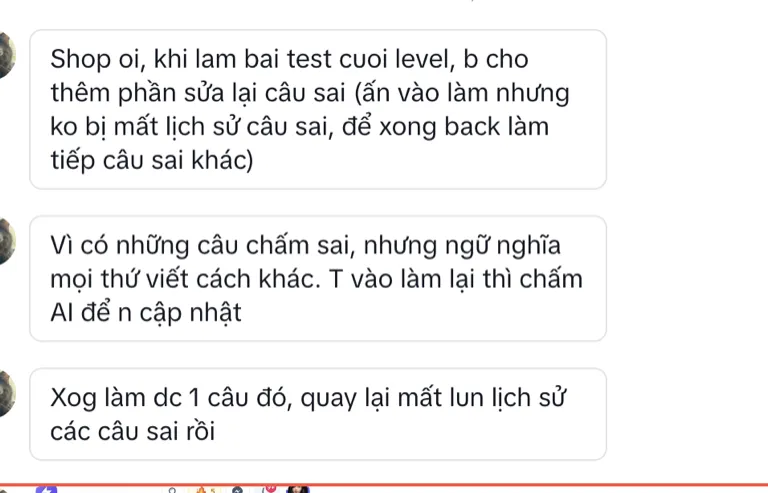 Shop oi, khi lam bai test cuoi level, b cho
thêm phần sửa lại câu sai (ấn vào làm nhưng
ko bị mất lịch sử câu sai, để xong back làm
tiếp câu sai khác)
Vì có những câu chấm sai, nhưng ngữ nghĩa
mọi thứ viết cách khác. T vào làm lại thì chấm
AI để n cập nhật
Xog làm dc 1 câu đó, quay lại mất lun lịch sử
các câu sai rồi